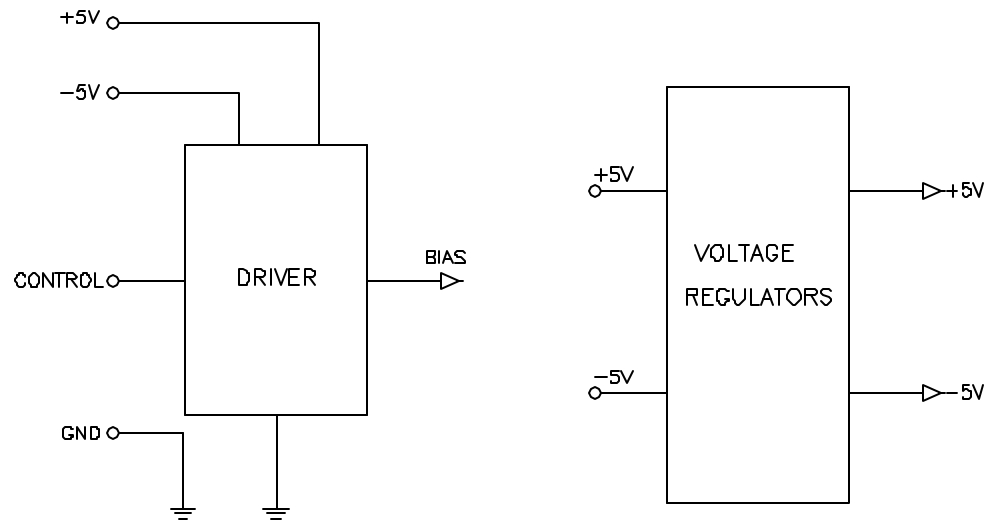 +5V
-5V
CONTROL
DRIVER
BIAS
GND
+5V
-5V
VOLTAGE
REGULATORS
+5V
-5V